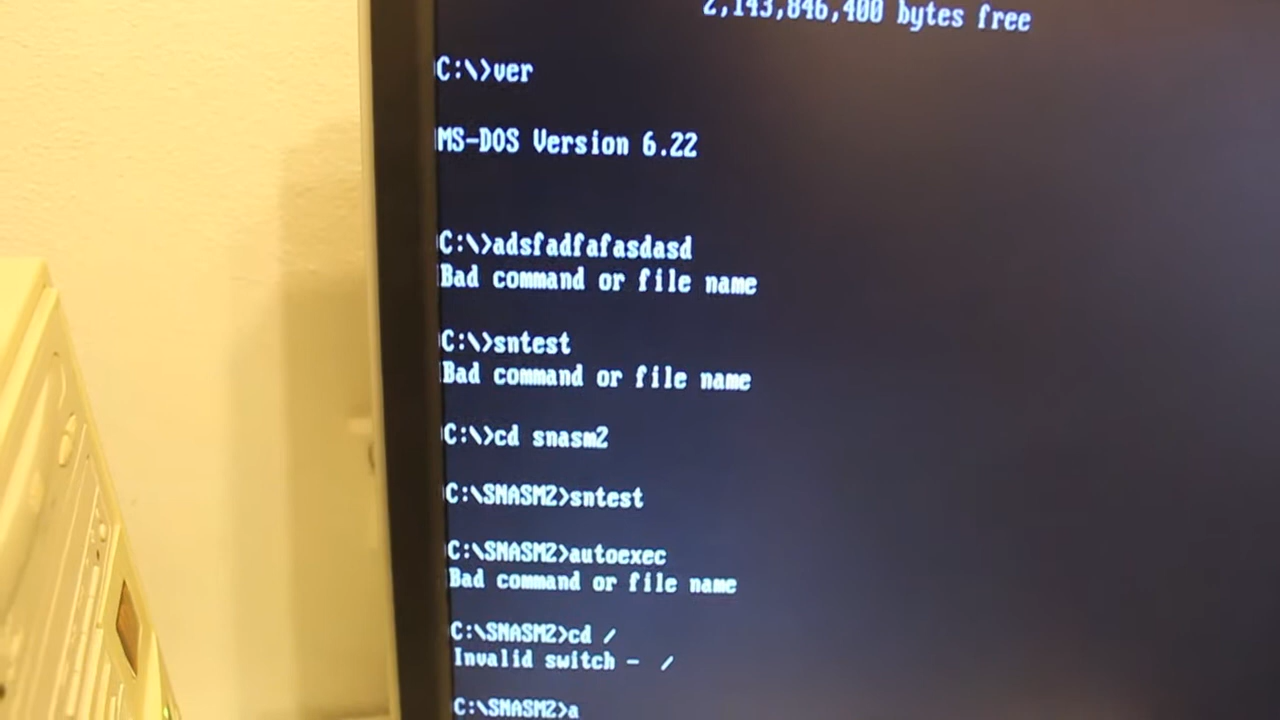 2,143,846,400 bytes free
C:\>ver
MS-DOS Version 6.22
C:\>adsfadfafasdasd
Bad command or file name
C:\>sntest
Bad command or file name
C:\>cd snasm2
C:\SNASM2>sntest
C:\SNASM2>autoexec
Bad command or file name
C:\SNASM2>cd /
Invalid switch - /
C:\SNASM2>a